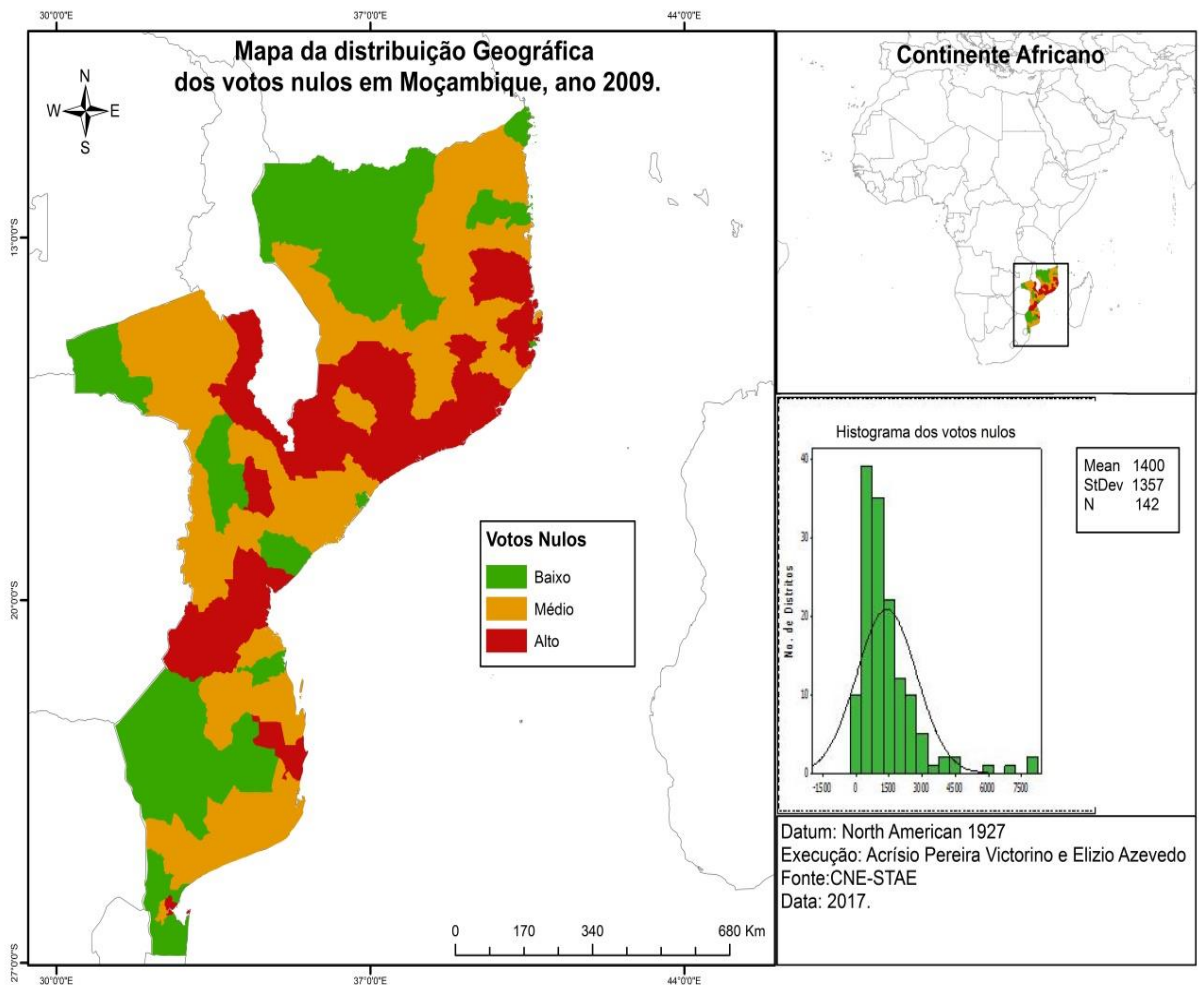 30°0'0"E
37°0'0"E
44°0'0"E
Mapa da distribuição Geográfica
dos votos nulos em Moçambique, ano 2009.
N
W E
S
13°0'0"S
20°0'0"S
27°0'0"S
Votos Nulos
Baixo
Médio
Alto
0 170 340 680 Km
30°0'0"E
37°0'0"E
44°0'0"E
Continente Africano
Histograma dos votos nulos
Mean 1400
StDev 1357
N 142
No. de Distritos
40
30
20
10
0
-1500 0 1500 3000 4500 6000 7500
Datum: North American 1927
Execução: Acrísio Pereira Victorino e Elizio Azevedo
Fonte:CNE-STAE
Data: 2017.